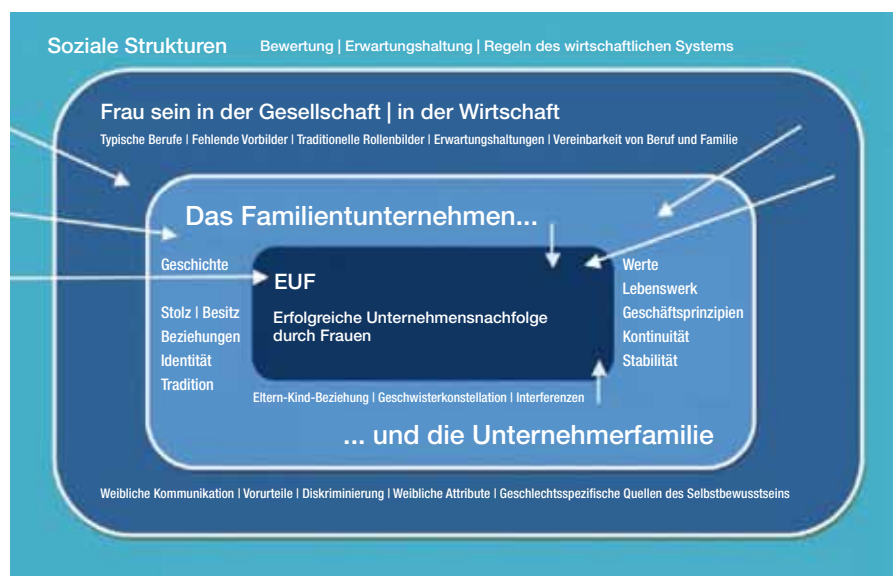 Soziale Strukturen Bewertung | Erwartungshaltung | Regeln des wirtschaftlichen Systems
Frau sein in der Gesellschaft | in der Wirtschaft
Typische Berufe | Fehlende Vorbilder | Traditionelle Rollenbilder | Erwartungshaltungen | Vereinbarkeit von Beruf und Familie
Das Familientunternehmen...
Geschichte
Stolz | Besitz
Beziehungen
Identität
Tradition
EUF
Erfolgreiche Unternehmensnachfolge
durch Frauen
Werte
Lebenswerk
Geschäftsprinzipien
Kontinuität
Stabilität
Eltern-Kind-Beziehung | Geschwisterkonstellation | Interferenzen
... und die Unternehmerfamilie
Weibliche Kommunikation | Vorurteile | Diskriminierung | Weibliche Attribute | Geschlechtsspezifische Quellen des Selbstbewusstseins